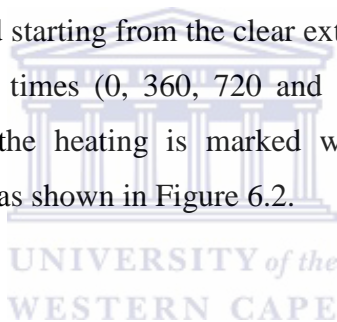 d starting from the clear ext
times (0, 360, 720 and
the heating is marked w
as shown in Figure 6.2.
UNIVERSITY of the
WESTERN CAPE